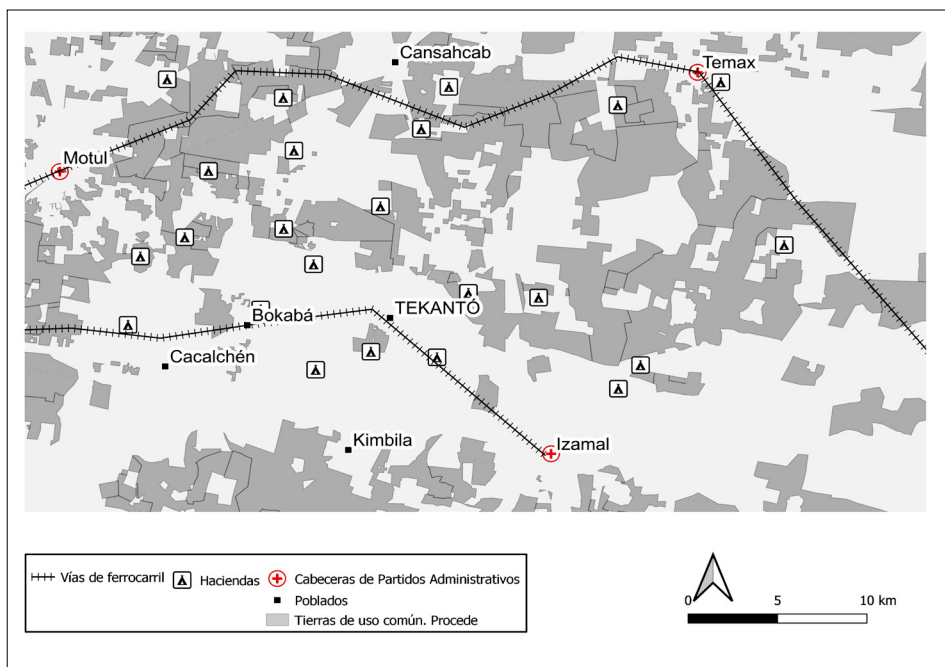 Cansahcab
Temax
Motul
TEKANTÓ
Bokabá
Cacalchén
Kimbila
Izamal
Vías de ferrocarril
Haciendas
Cabeceras de Partidos Administrativos
Poblados
Tierras de uso común. Procede
0 5 10 km